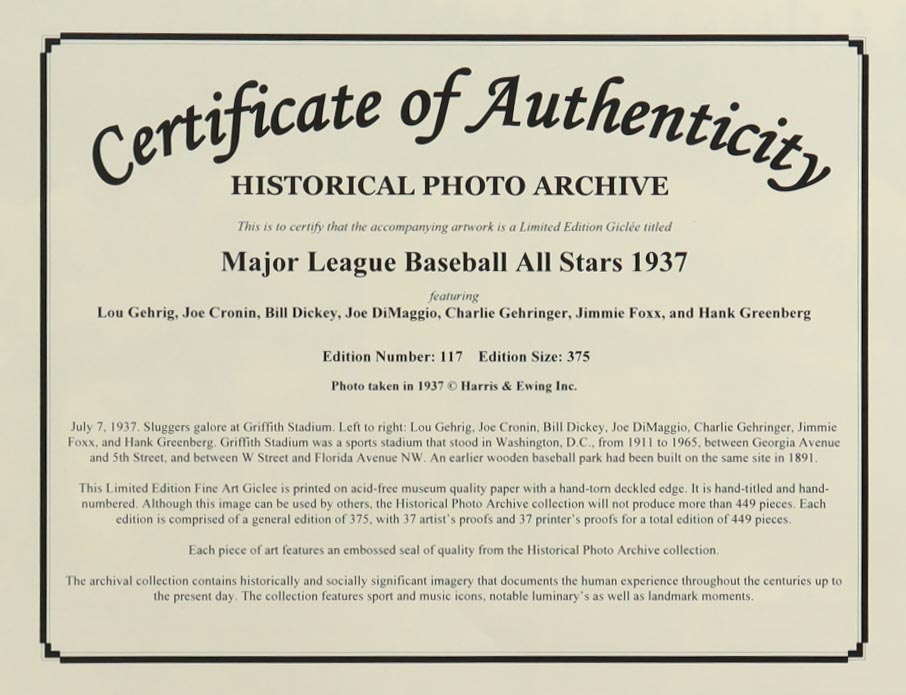 Certificate of Authenticity
HISTORICAL PHOTO ARCHIVE
This is to certify that the accompanying artwork is a Limited Edition Giclée titled
Major League Baseball All Stars 1937
featuring
Lou Gehrig, Joe Cronin, Bill Dickey, Joe DiMaggio, Charlie Gehringer, Jimmie Foxx, and Hank Greenberg
Edition Number: 117 Edition Size: 375
Photo taken in 1937 © Harris & Ewing Inc.
July 7, 1937. Sluggers galore at Griffith Stadium. Left to right: Lou Gehrig, Joe Cronin, Bill Dickey, Joe DiMaggio, Charlie Gehringer, Jimmie
Foxx, and Hank Greenberg. Griffith Stadium was a sports stadium that stood in Washington, D.C., from 1911 to 1965, between Georgia Avenue
and 5th Street, and between W Street and Florida Avenue NW. An earlier wooden baseball park had been built on the same site in 1891.
This Limited Edition Fine Art Giclee is printed on acid-free museum quality paper with a hand-torn deckled edge. It is hand-titled and hand-
numbered. Although this image can be used by others, the Historical Photo Archive collection will not produce more than 449 pieces. Each
edition is comprised of a general edition of 375, with 37 artist's proofs and 37 printer's proofs for a total edition of 449 pieces.
Each piece of art features an embossed seal of quality from the Historical Photo Archive collection.
The archival collection contains historically and socially significant imagery that documents the human experience throughout the centuries up to
the present day. The collection features sport and music icons, notable luminary's as well as landmark moments.